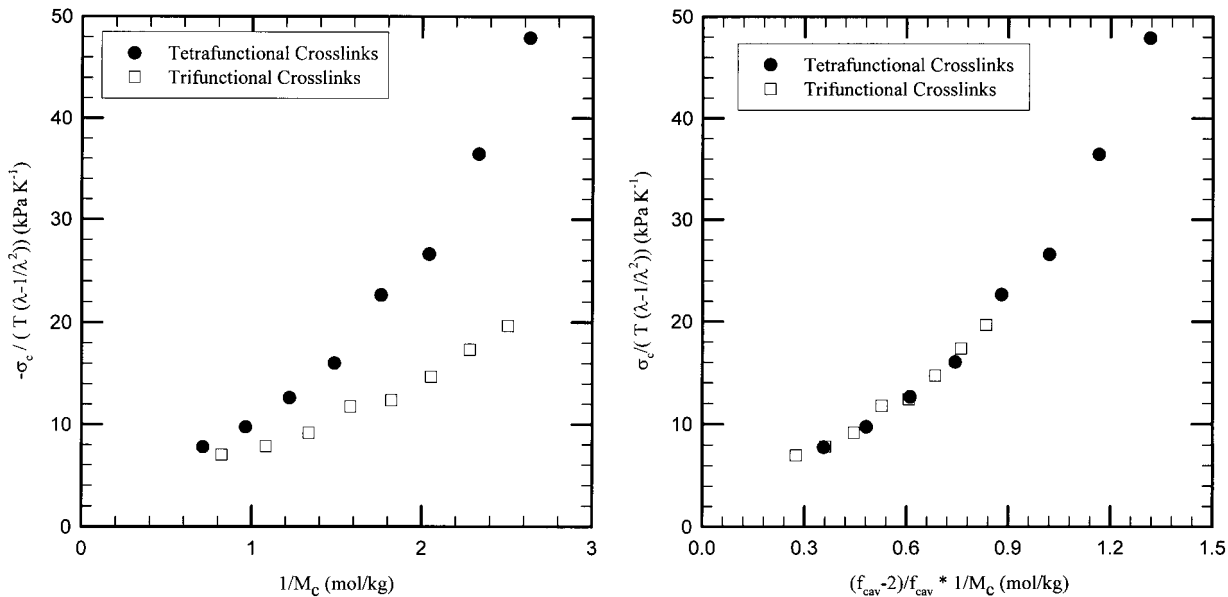 50
40
30
20
10
0
-σc / ( T (λ-1/λ²)) (kPa K⁻¹)
Tetrafunctional Crosslinks
Trifunctional Crosslinks
0 1 2 3
1/Mc (mol/kg)
50
40
30
20
10
0
σc/( T (λ-1/λ²)) (kPa K⁻¹)
Tetrafunctional Crosslinks
Trifunctional Crosslinks
0.0 0.3 0.6 0.9 1.2 1.5
(fcav-2)/fcav * 1/Mc (mol/kg)